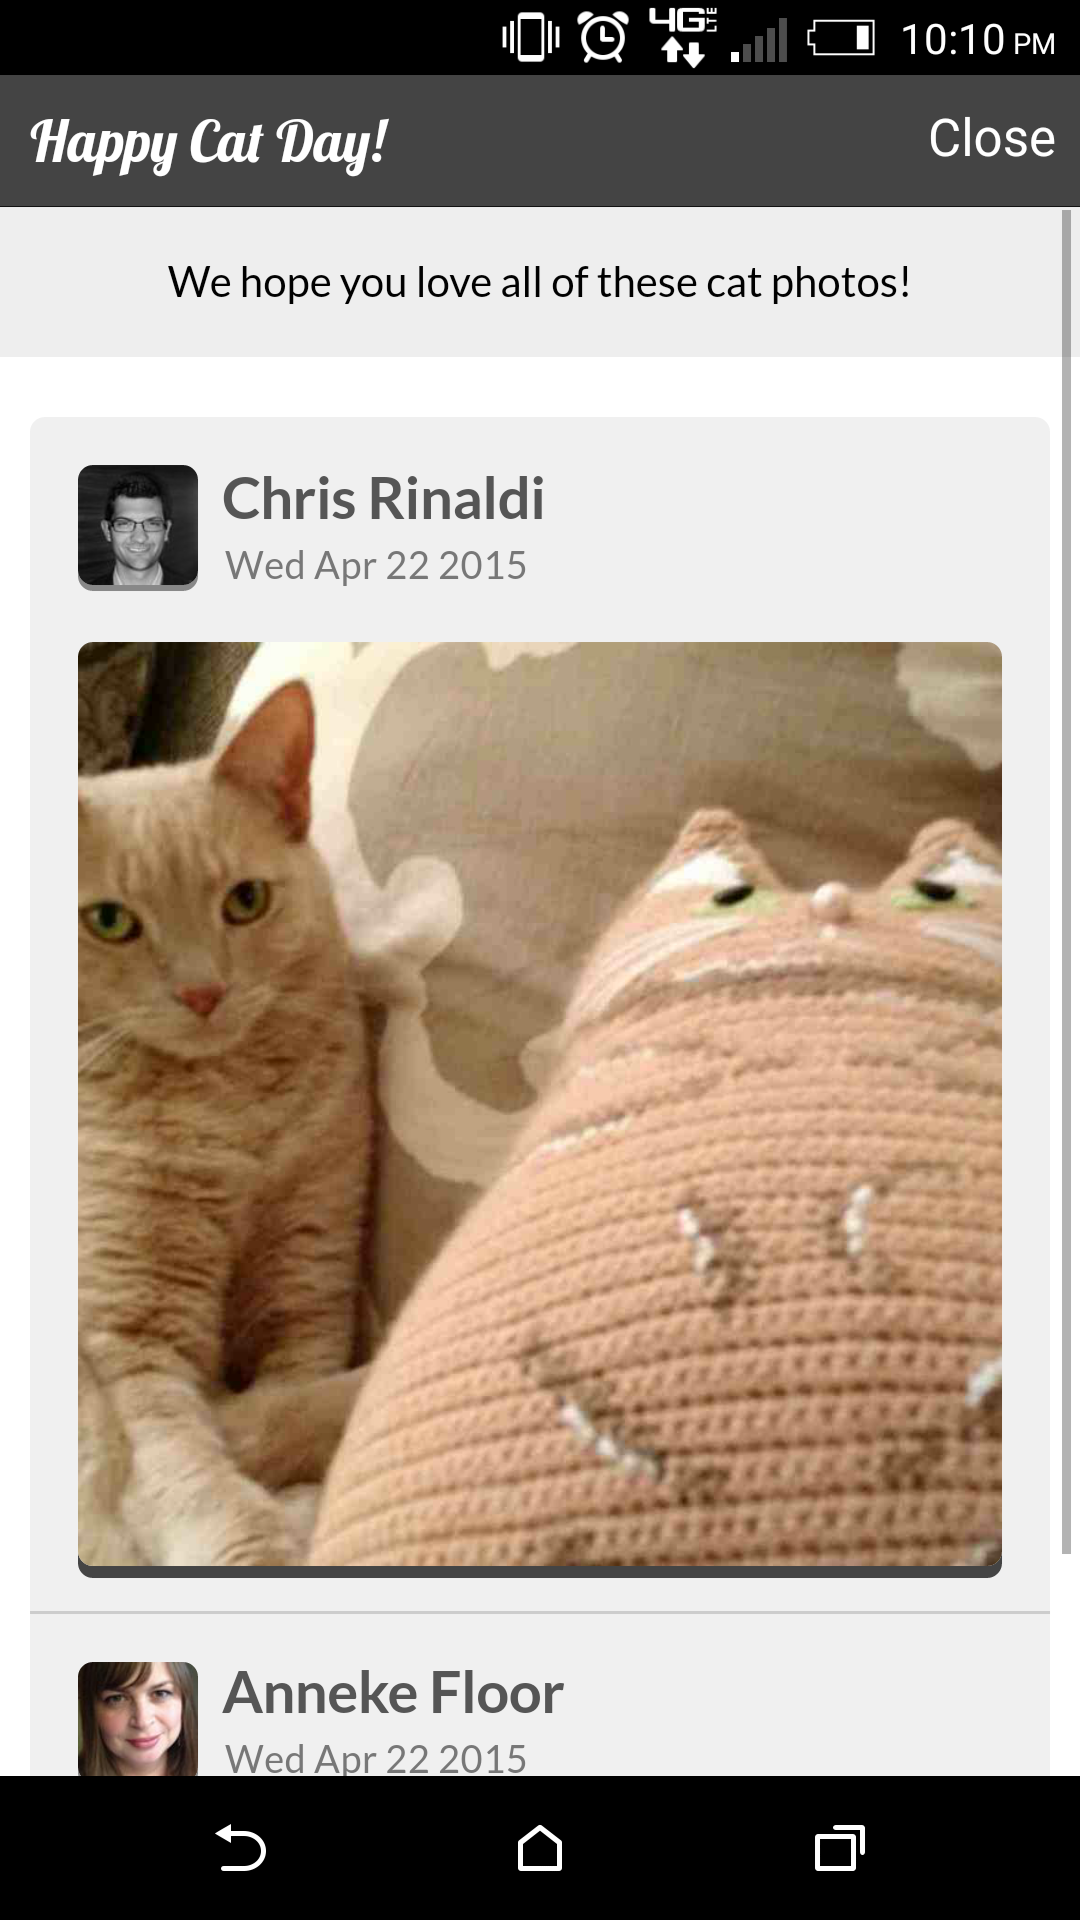 4G LTE 10:10 PM
Happy Cat Day! Close
We hope you love all of these cat photos!
Chris Rinaldi
Wed Apr 22 2015
Anneke Floor
Wed Apr 22 2015